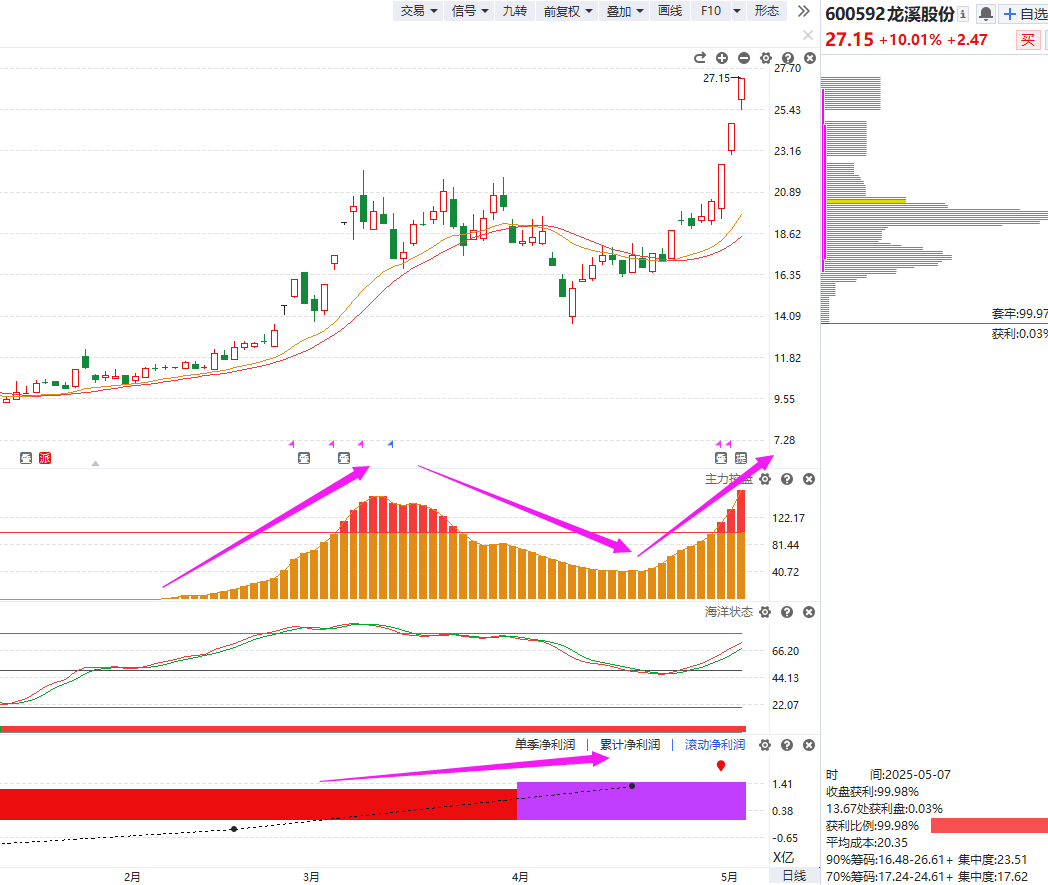 交易 信号 九转 前复权 叠加 画线 F10 形态
600592 龙溪股份 自选
27.15 +10.01% +2.47 买
27.15
27.70
25.43
23.16
20.89
18.62
16.35
14.09
11.82
9.55
7.28
套牢:99.97
获利:0.03%
派
主力控盘
122.17
81.44
40.72
海洋状态
66.20
44.13
22.07
单季净利润 | 累计净利润 | 滚动净利润
1.41
0.38
-0.65
X亿
2月 3月 4月 5月 日线
时 间:2025-05-07
收盘获利:99.98%
13.67处获利盘:0.03%
获利比例:99.98%
平均成本:20.35
90%筹码:16.48-26.61+ 集中度:23.51
70%筹码:17.24-24.61+ 集中度:17.62